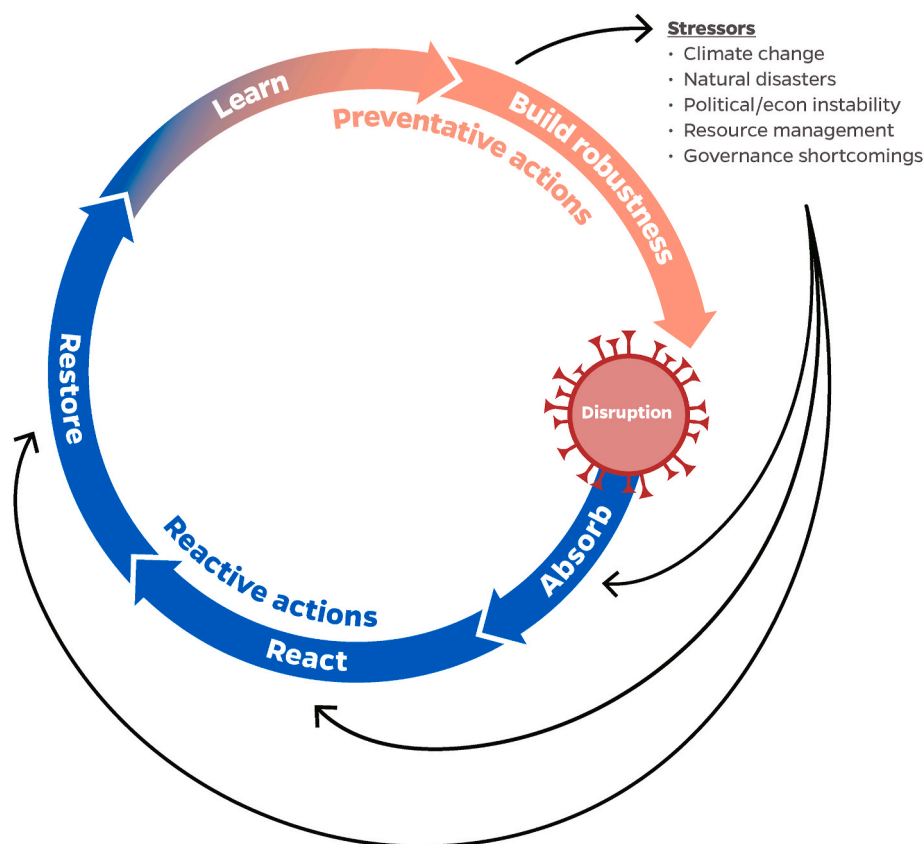 Stressors
· Climate change
· Natural disasters
· Political/econ instability
· Resource management
· Governance shortcomings
Learn
Build robustness
Preventative actions
Disruption
Absorb
Reactive actions
React
Restore